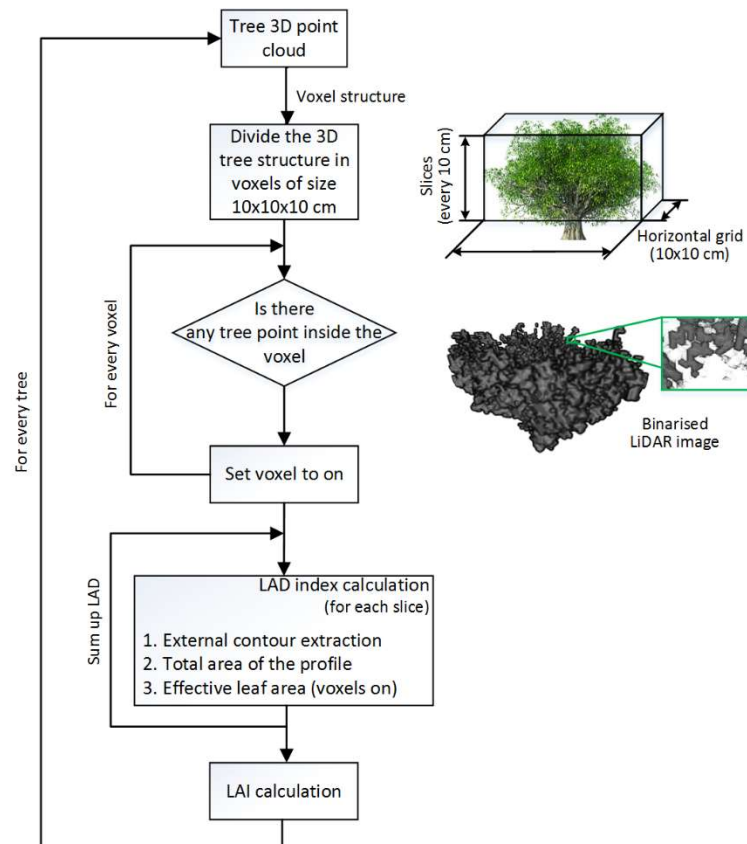 Tree 3D point
cloud
Voxel structure
Divide the 3D
tree structure in
voxels of size
10x10x10 cm
Slices
(every 10 cm)
Horizontal grid
(10x10 cm)
For every voxel
Is there
any tree point inside the
voxel
For every tree
Binarised
LiDAR image
Set voxel to on
Sum up LAD
LAD index calculation
(for each slice)
1. External contour extraction
2. Total area of the profile
3. Effective leaf area (voxels on)
LAI calculation